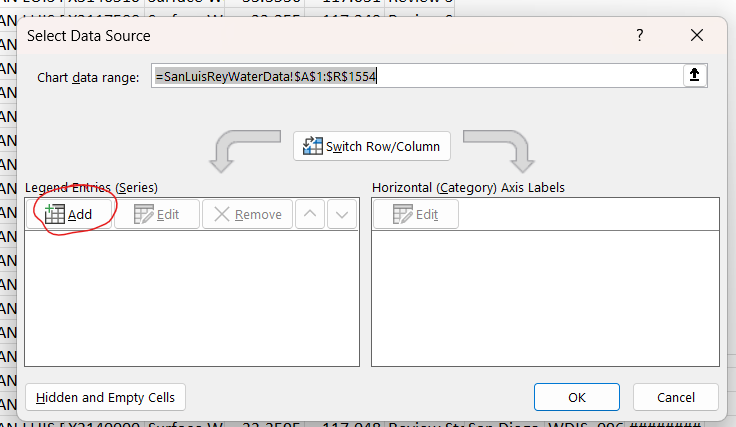 Select Data Source
?
Chart data range: =SanLuisReyWaterData!$A$1:$R$1554
Switch Row/Column
Legend Entries (Series)
Horizontal (Category) Axis Labels
Add Edit Remove
Edit
Hidden and Empty Cells
OK
Cancel
########